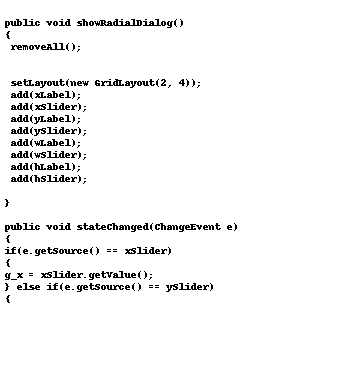 public void showRadialDialog()
{
removeAll();
setLayout(new GridLayout(2, 4));
add(xLabel);
add(xSlider);
add(yLabel);
add(ySlider);
add(wLabel);
add(wSlider);
add(hLabel);
add(hSlider);
}
public void stateChanged(ChangeEvent e)
{
if(e.getSource() == xSlider)
{
g_x = xSlider.getValue();
} else if(e.getSource() == ySlider)
{